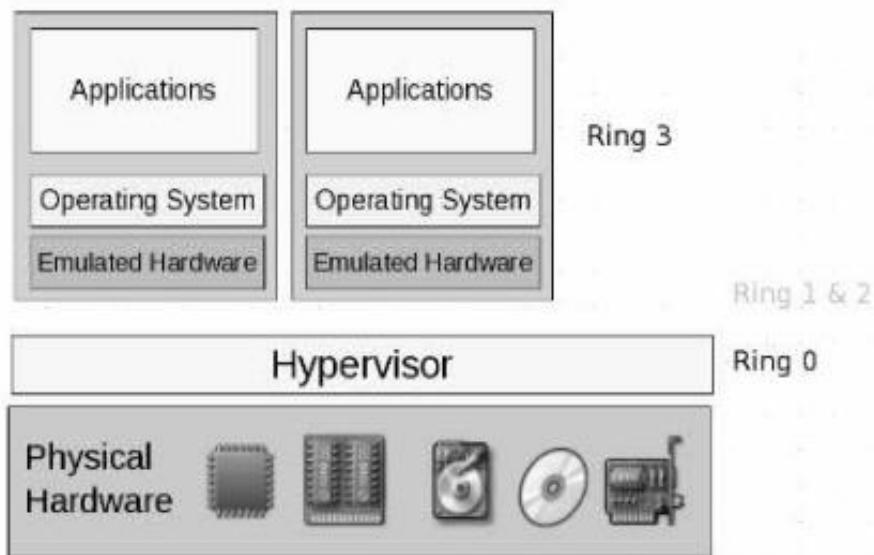 Applications
Applications
Ring 3
Operating System
Operating System
Emulated Hardware
Emulated Hardware
Ring 1 & 2
Hypervisor
Ring 0
Physical
Hardware